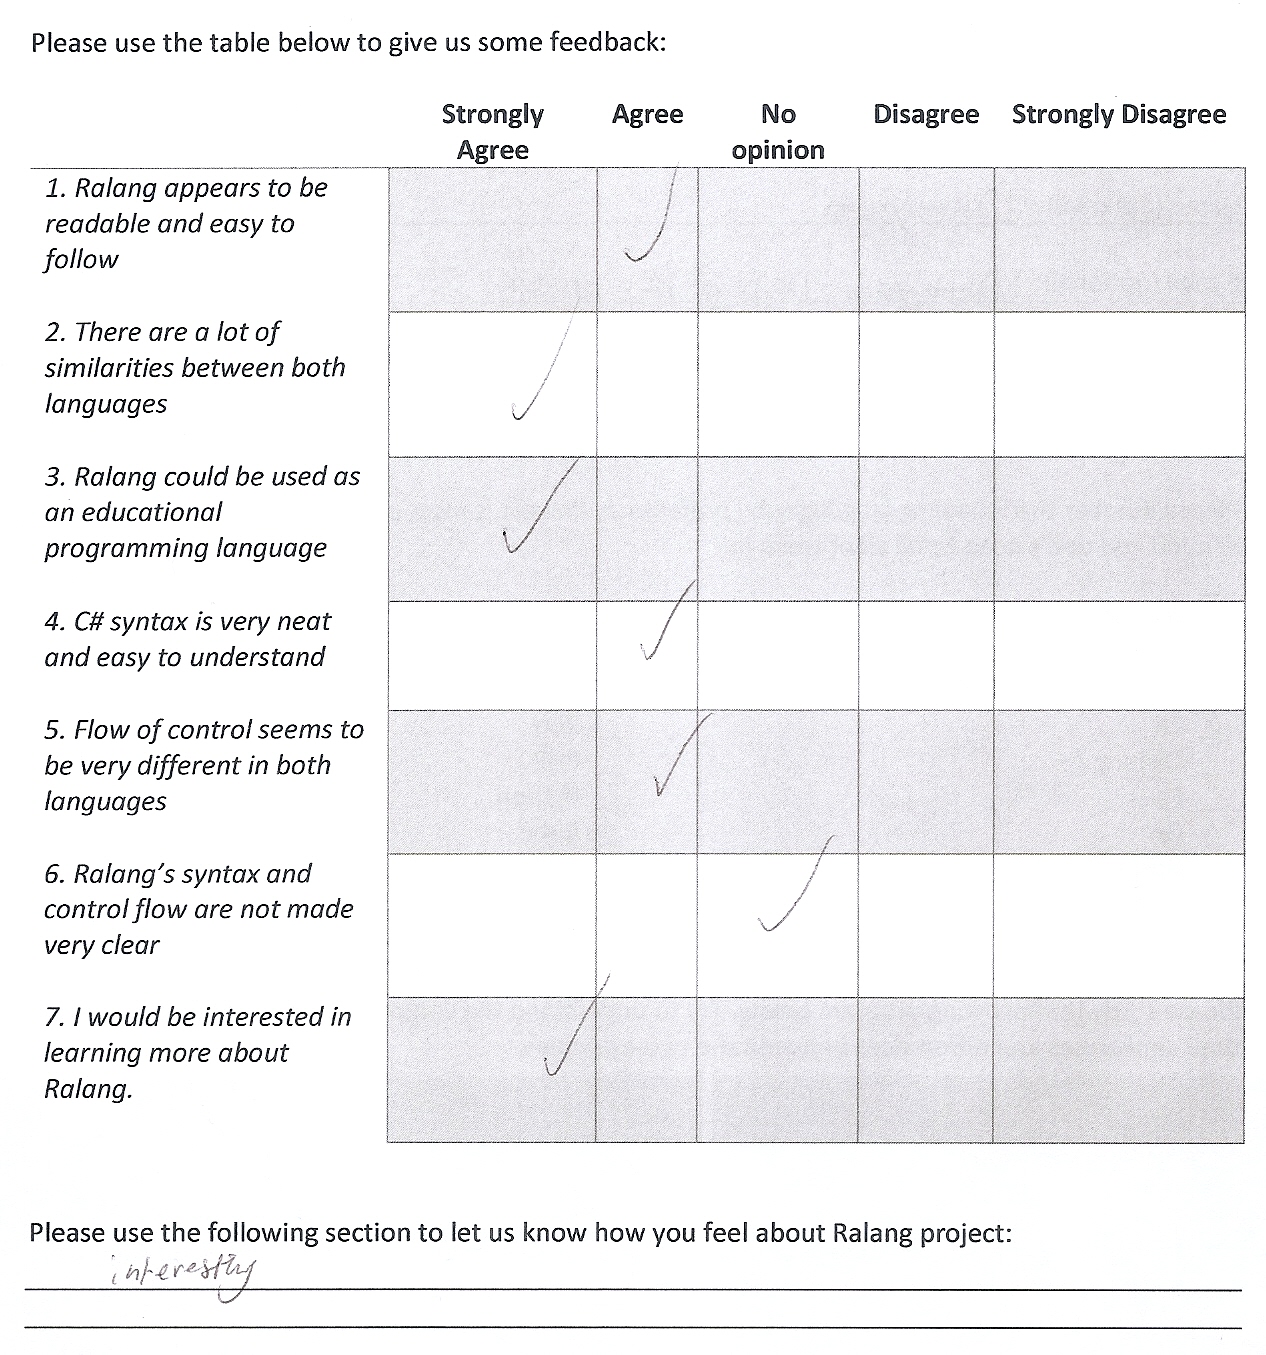 Please use the table below to give us some feedback:
Strongly Agree No Disagree Strongly Disagree
Agree opinion
1. Ralang appears to be
readable and easy to
follow
2. There are a lot of
similarities between both
languages
3. Ralang could be used as
an educational
programming language
4. C# syntax is very neat
and easy to understand
5. Flow of control seems to
be very different in both
languages
6. Ralang's syntax and
control flow are not made
very clear
7. I would be interested in
learning more about
Ralang.
Please use the following section to let us know how you feel about Ralang project: